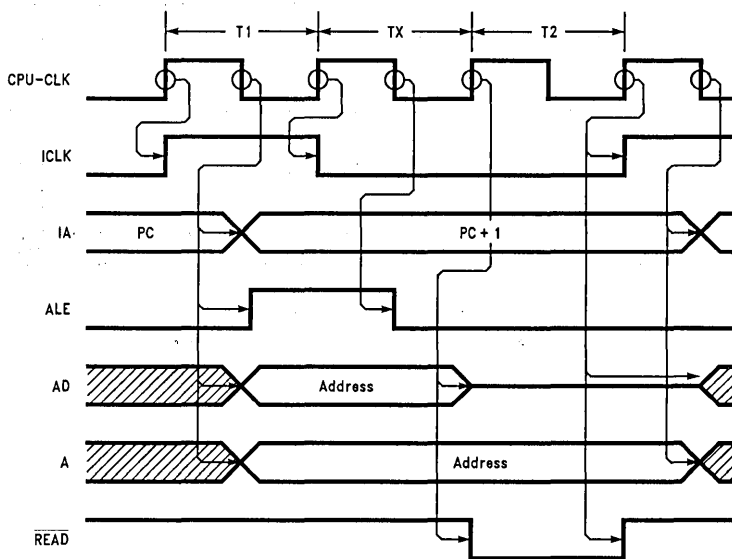 T1 TX T2
CPU-CLK
ICLK
IA PC PC + 1
ALE
AD Address
A Address
READ